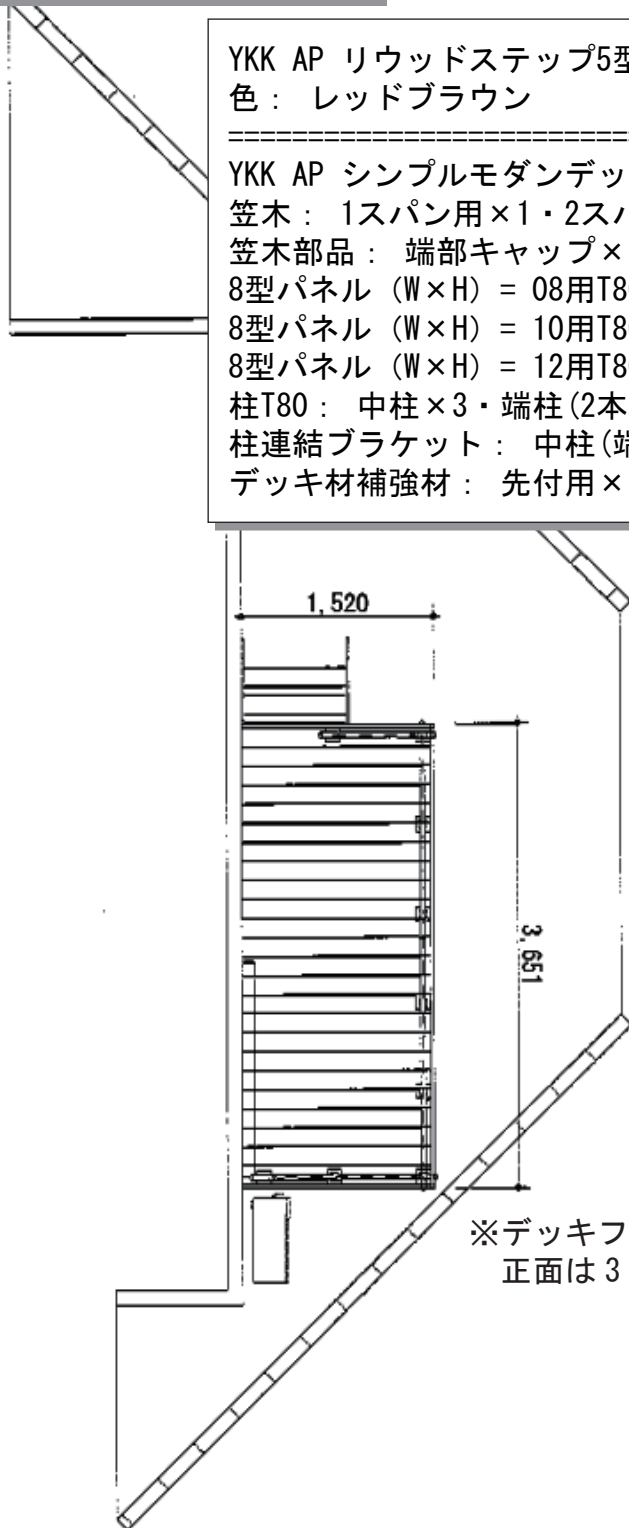 YKK AP リウッドステップ5型
色： レッドブラウン
==========================
YKK AP シンプルモダンデッ
笠木： 1スパン用×1・2スパ
笠木部品： 端部キャップ×
8型パネル (W×H) = 08用T8
8型パネル (W×H) = 10用T8
8型パネル (W×H) = 12用T8
柱T80： 中柱×3・端柱(2本
柱連結ブラケット： 中柱(端
デッキ材補強材： 先付用×
1,520
3,651
※デッキフ
正面は３